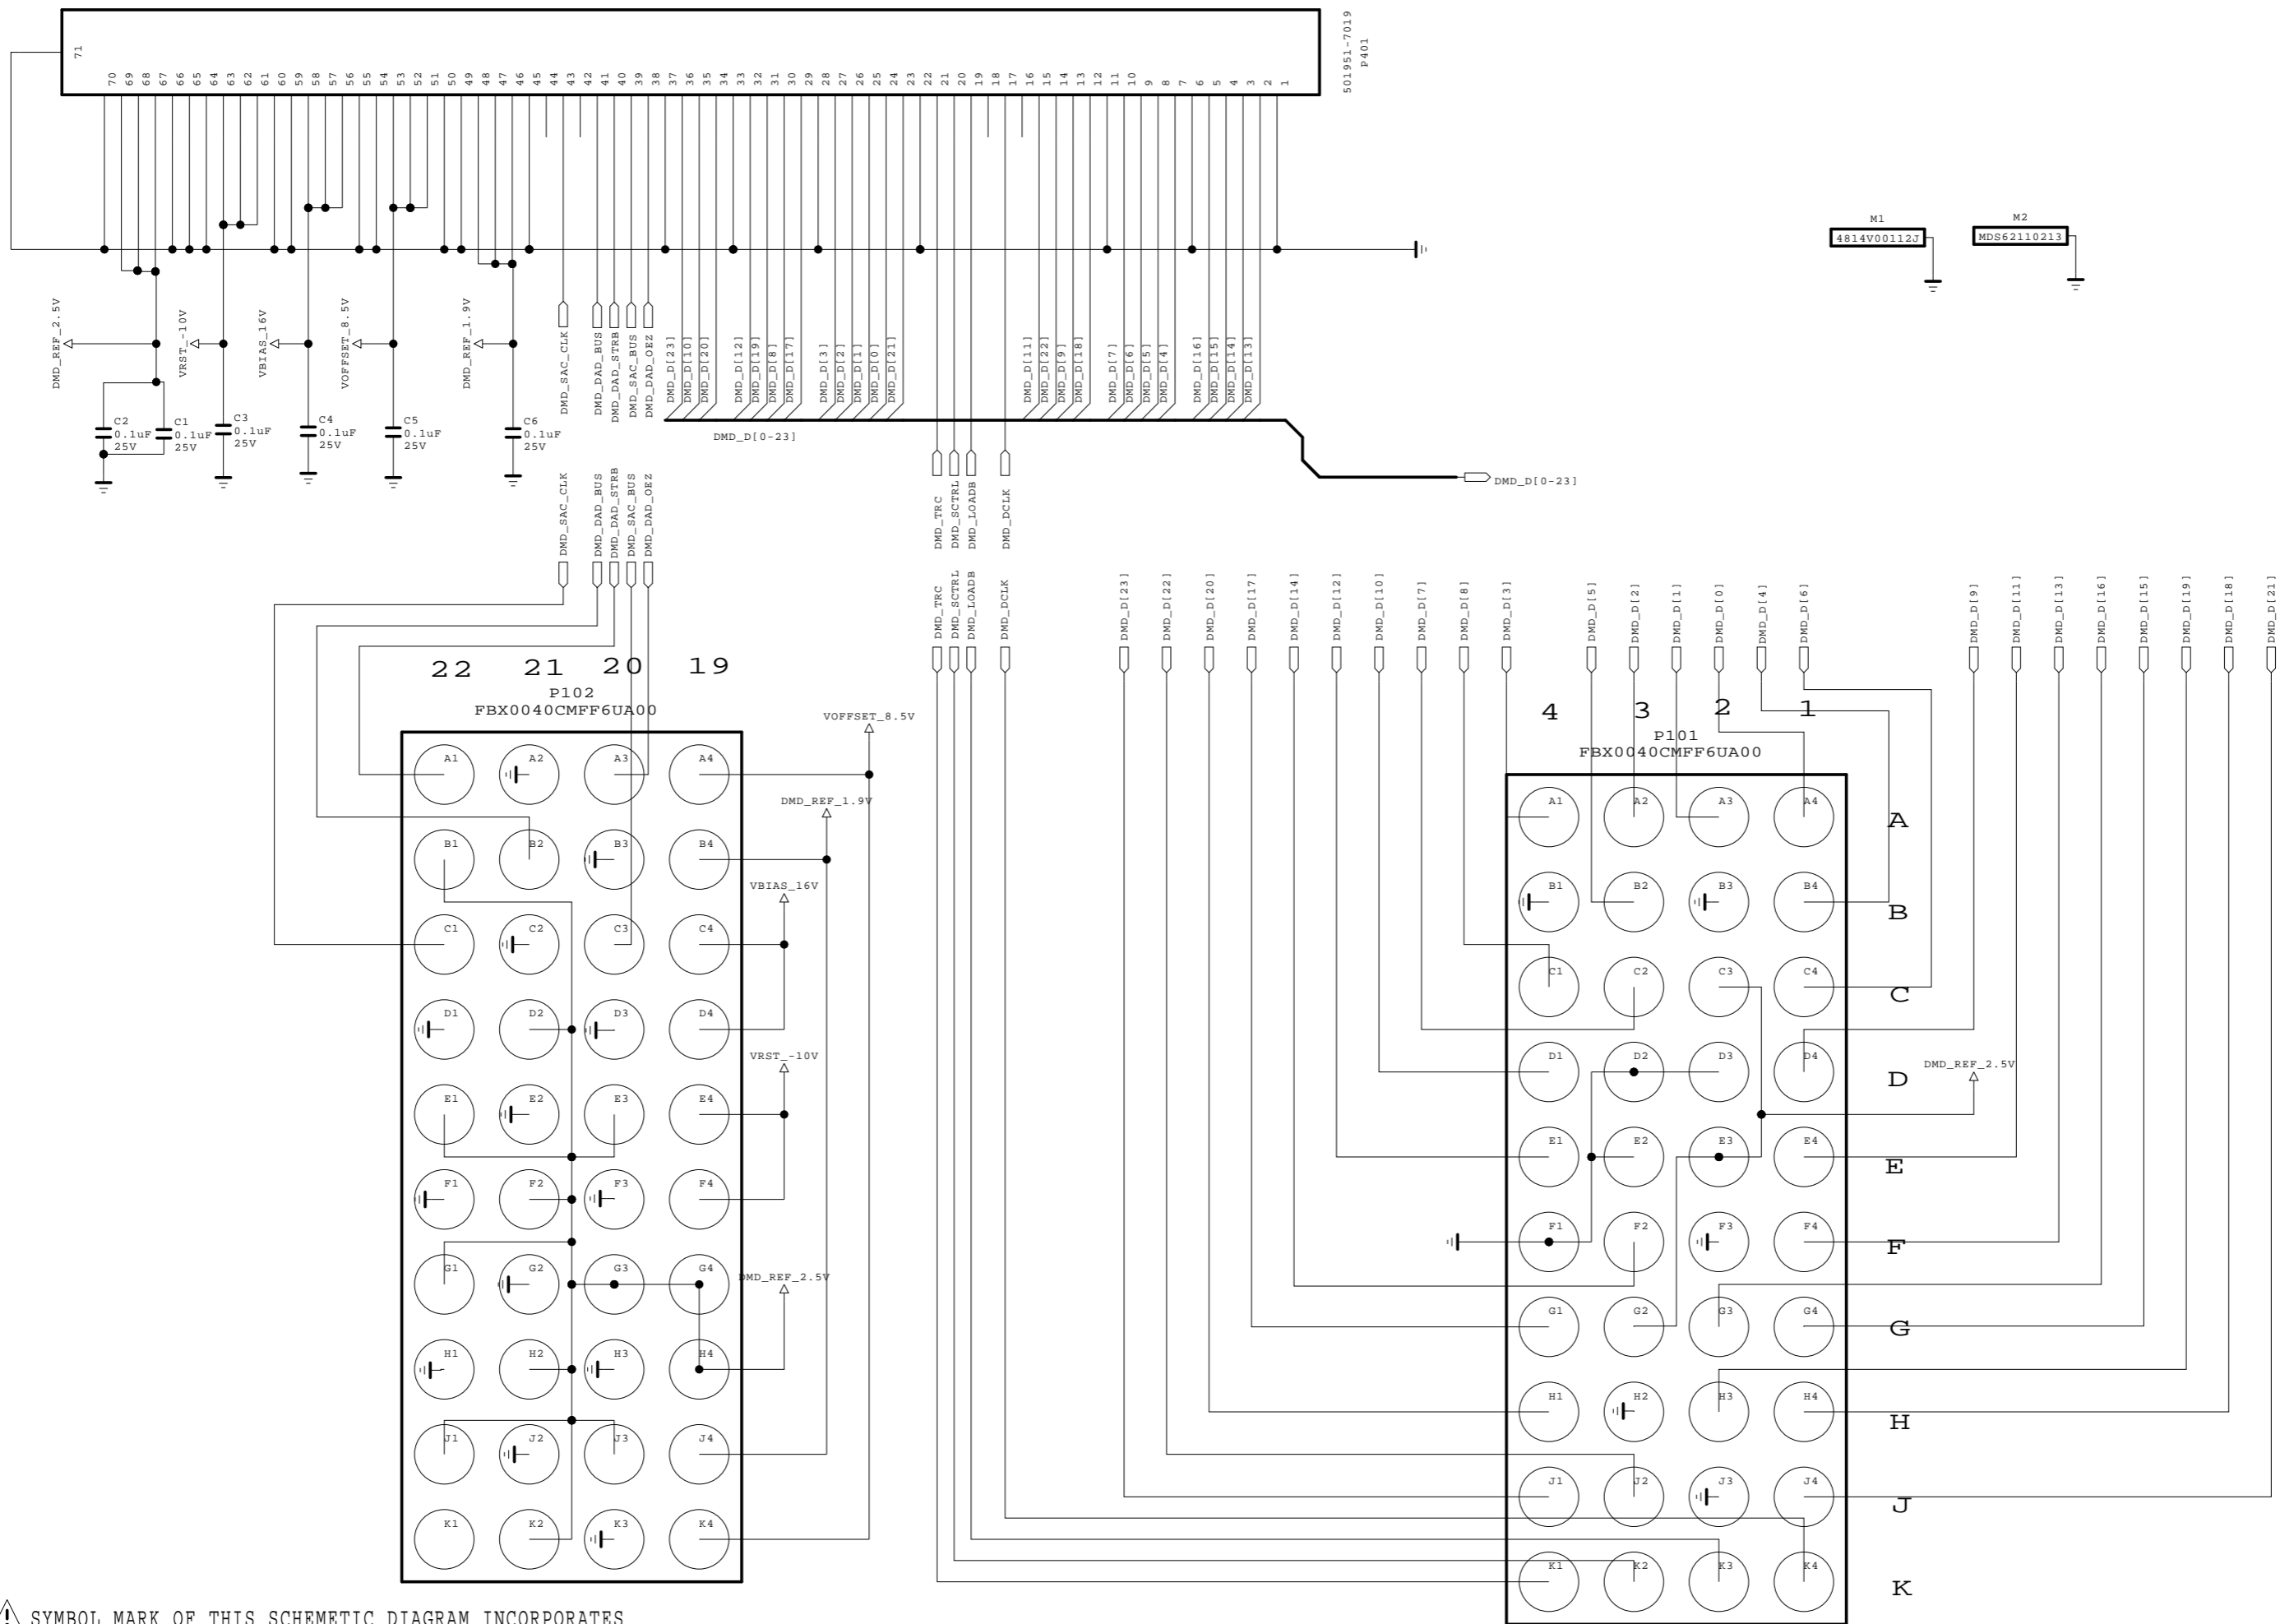 71
70 69 68 67 66 65 64 63 62 61 60 59 58 57 56 55 54 53 52 51 50 49 48 47 46 45 44 43 42 41 40 39 38 37 36 35 34 33 32 31 30 29 28 27 26 25 24 23 22 21 20 19 18 17 16 15 14 13 12 11 10 9 8 7 6 5 4 3 2 1
501951-7019
P401
M1
4814V00112J
M2
MDS62110213
DMD_REF_2.5V
VRST_-10V
VBIAS_16V
VOFFSET_8.5V
DMD_REF_1.9V
DMD_SAC_CLK
DMD_DAD_BUS
DMD_DAD_STRB
DMD_SAC_BUS
DMD_DAD_OEZ
DMD_D[23]
DMD_D[10]
DMD_D[20]
DMD_D[12]
DMD_D[19]
DMD_D[8]
DMD_D[17]
DMD_D[3]
DMD_D[2]
DMD_D[1]
DMD_D[0]
DMD_D[21]
DMD_D[11]
DMD_D[22]
DMD_D[9]
DMD_D[18]
DMD_D[7]
DMD_D[6]
DMD_D[5]
DMD_D[4]
DMD_D[16]
DMD_D[15]
DMD_D[14]
DMD_D[13]
C2
0.1uF
25V
C1
0.1uF
25V
C3
0.1uF
25V
C4
0.1uF
25V
C5
0.1uF
25V
C6
0.1uF
25V
DMD_D[0-23]
DMD_D[0-23]
DMD_SAC_CLK
DMD_DAD_BUS
DMD_DAD_STRB
DMD_SAC_BUS
DMD_DAD_OEZ
DMD_TRC
DMD_SCTRL
DMD_LOADB
DMD_DCLK
DMD_TRC
DMD_SCTRL
DMD_LOADB
DMD_DCLK
DMD_D[23]
DMD_D[22]
DMD_D[20]
DMD_D[17]
DMD_D[14]
DMD_D[12]
DMD_D[10]
DMD_D[7]
DMD_D[8]
DMD_D[3]
DMD_D[5]
DMD_D[2]
DMD_D[1]
DMD_D[0]
DMD_D[4]
DMD_D[6]
DMD_D[9]
DMD_D[11]
DMD_D[13]
DMD_D[16]
DMD_D[15]
DMD_D[19]
DMD_D[18]
DMD_D[21]
22 21 20 19
P102
FBX0040CMFF6UA00
VOFFSET_8.5V
DMD_REF_1.9V
VBIAS_16V
VRST_-10V
DMD_REF_2.5V
A1 A2 A3 A4
B1 B2 B3 B4
C1 C2 C3 C4
D1 D2 D3 D4
E1 E2 E3 E4
F1 F2 F3 F4
G1 G2 G3 G4
H1 H2 H3 H4
J1 J2 J3 J4
K1 K2 K3 K4
4 3 2 1
P101
FBX0040CMFF6UA00
A1 A2 A3 A4 A
B1 B2 B3 B4 B
C1 C2 C3 C4 C
D1 D2 D3 D4 D
DMD_REF_2.5V
E1 E2 E3 E4 E
F1 F2 F3 F4 F
G1 G2 G3 G4 G
H1 H2 H3 H4 H
J1 J2 J3 J4 J
K1 K2 K3 K4 K
SYMBOL MARK OF THIS SCHEMETIC DIAGRAM INCORPORATES